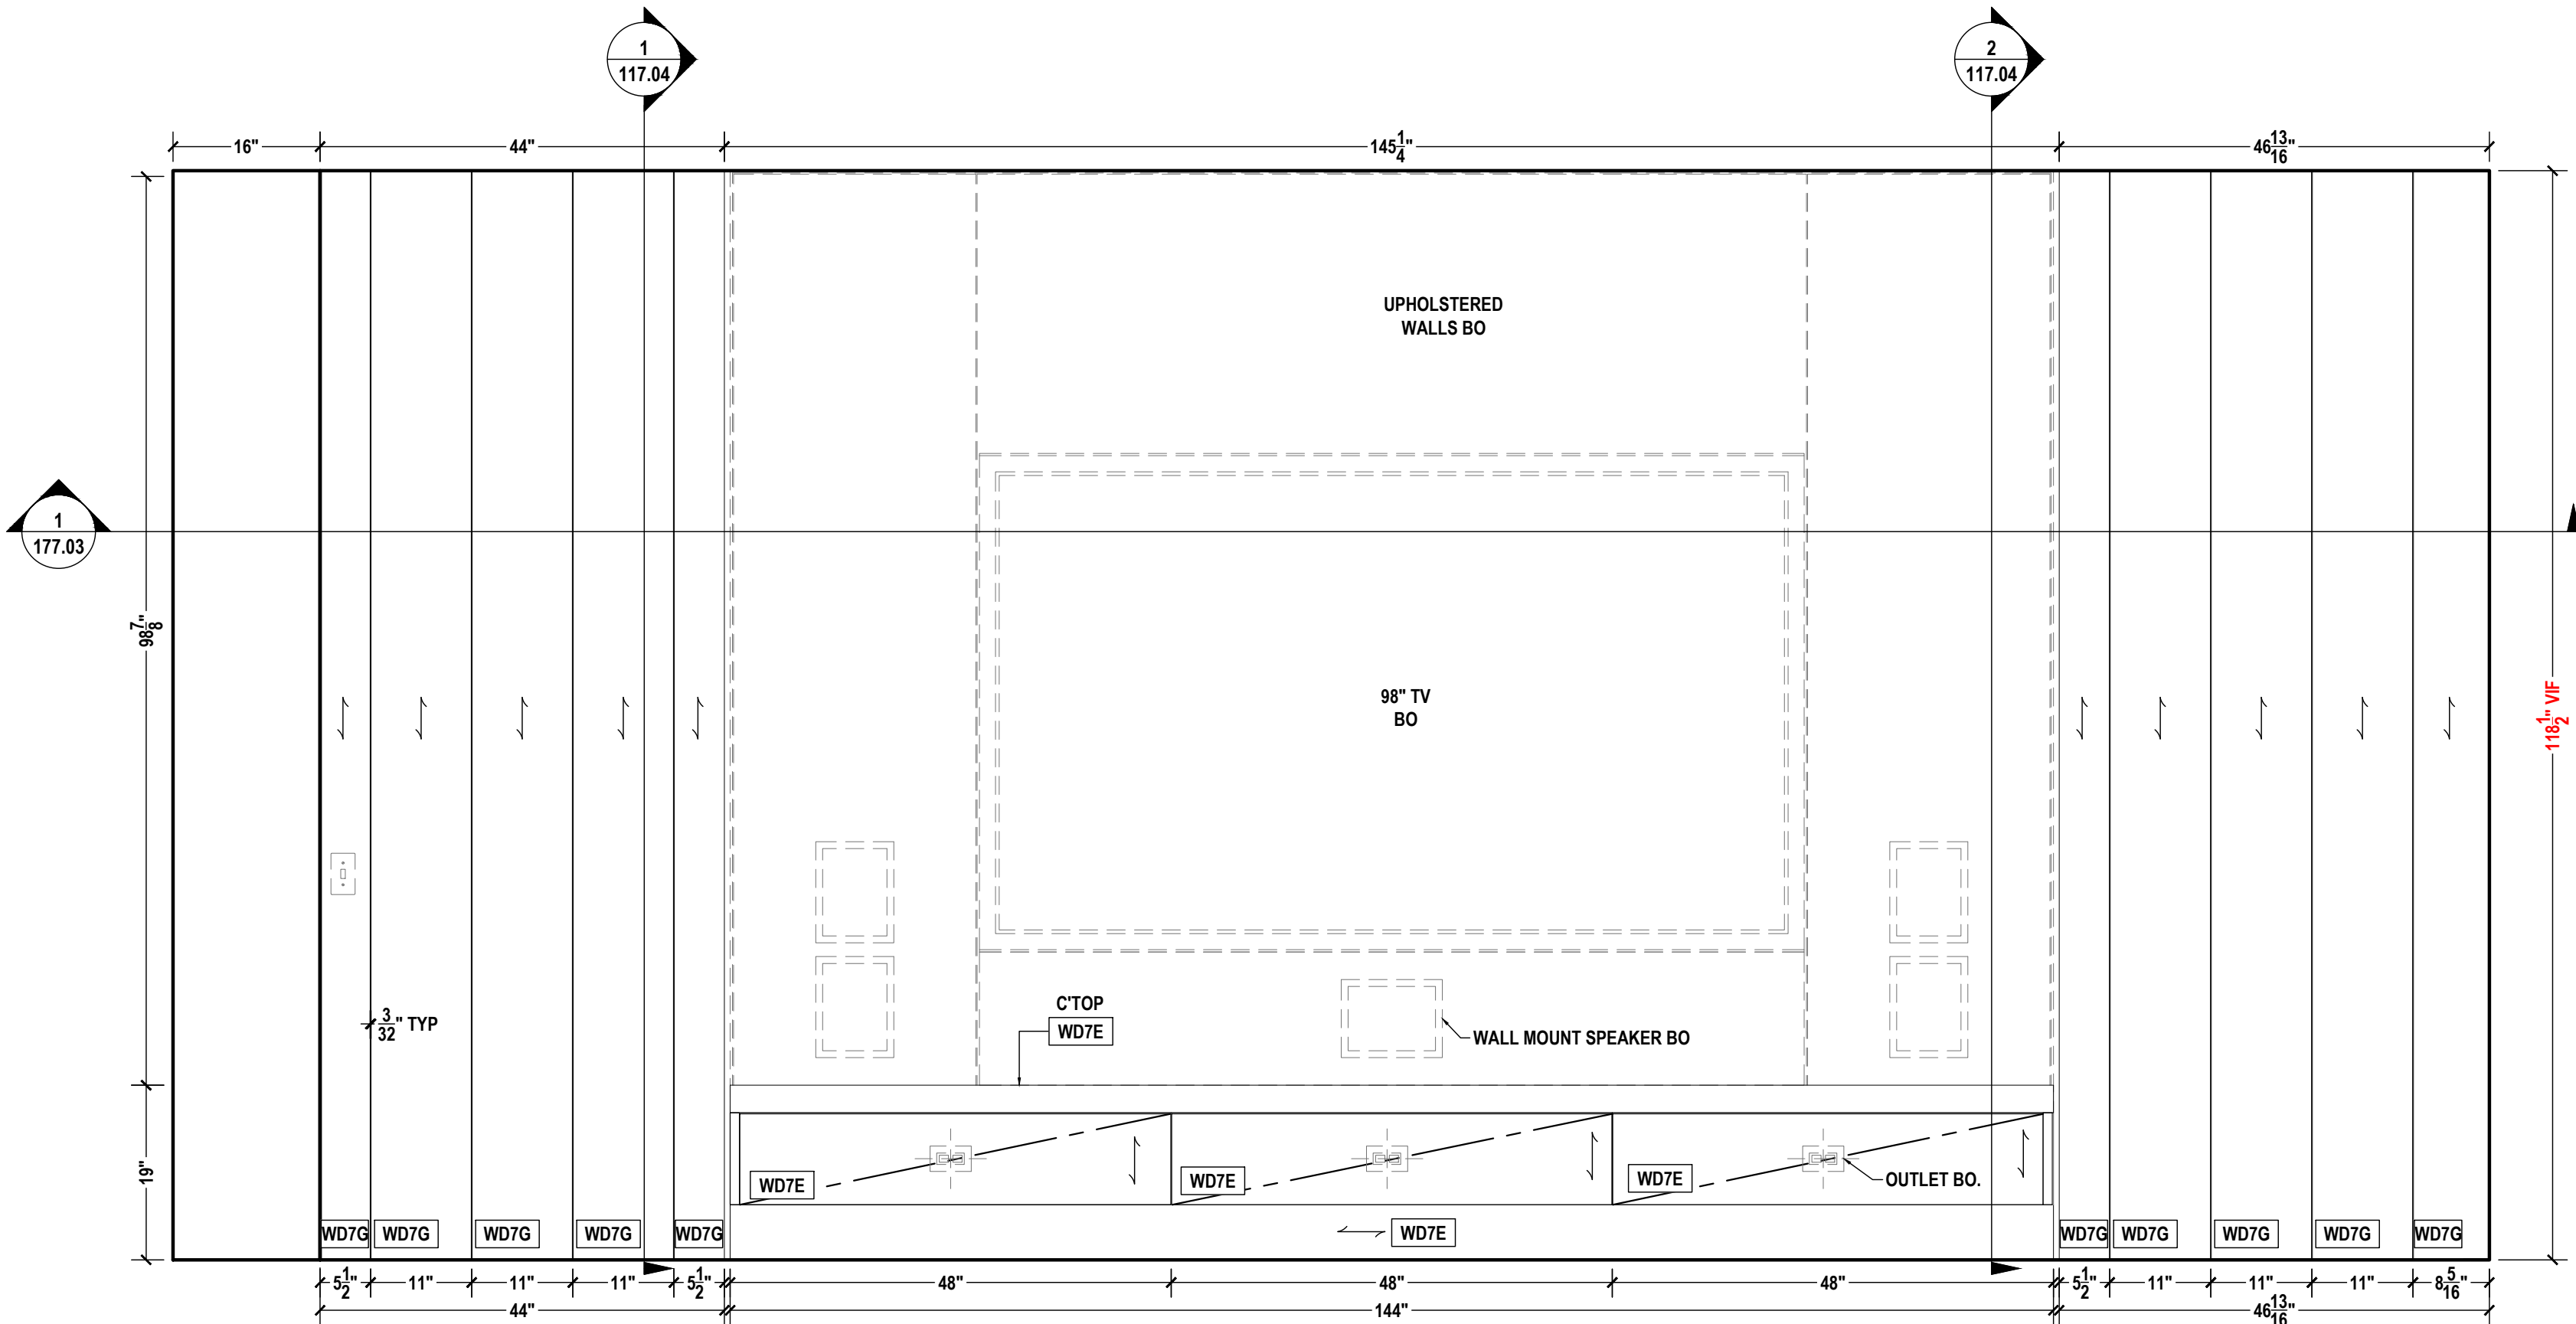 1
117.04
2
117.04
16"
44"
145 1/4"
46 13/16"
UPHOLSTERED
WALLS BO
1
177.03
98 7/8"
98" TV
BO
118 1/2" VIF
C'TOP
3/32" TYP
WD7E
WALL MOUNT SPEAKER BO
19"
WD7E
WD7E
WD7E
OUTLET BO.
WD7G
WD7G
WD7G
WD7G
WD7G
WD7E
WD7G
WD7G
WD7G
WD7G
WD7G
5 1/2"
11"
11"
11"
5 1/2"
48"
48"
48"
5 1/2"
11"
11"
11"
8 5/16"
44"
144"
46 13/16"